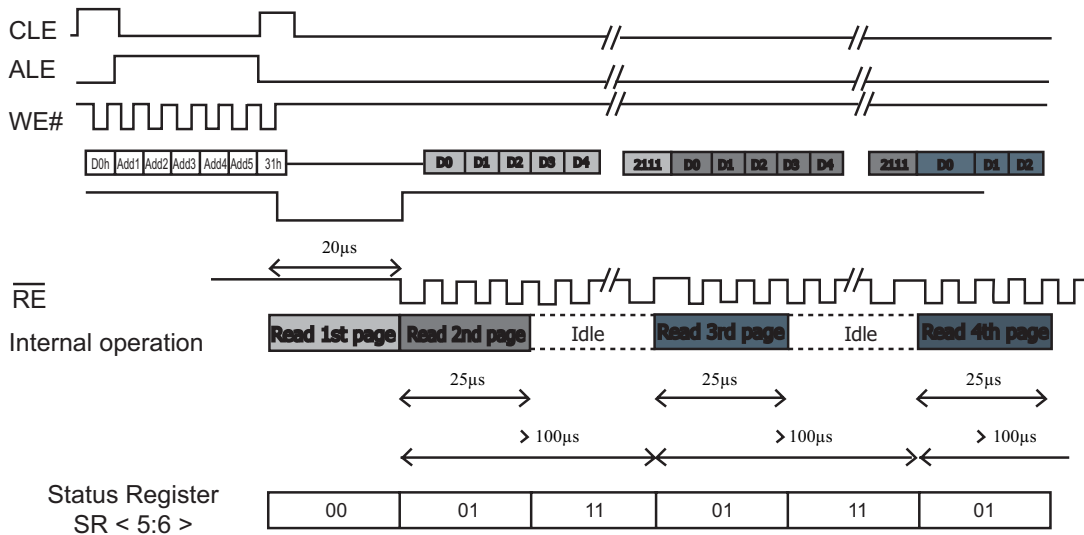 CLE
ALE
WE#
D0h Add1 Add2 Add3 Add4 Add5 31h D0 D1 D2 D3 D4 2111 D0 D1 D2 D3 D4 2111 D0 D1 D2
20µs
RE
Internal operation Read 1st page Read 2nd page Idle Read 3rd page Idle Read 4th page
25µs 25µs 25µs
> 100µs > 100µs > 100µs
Status Register
SR < 5:6 > 00 01 11 01 11 01